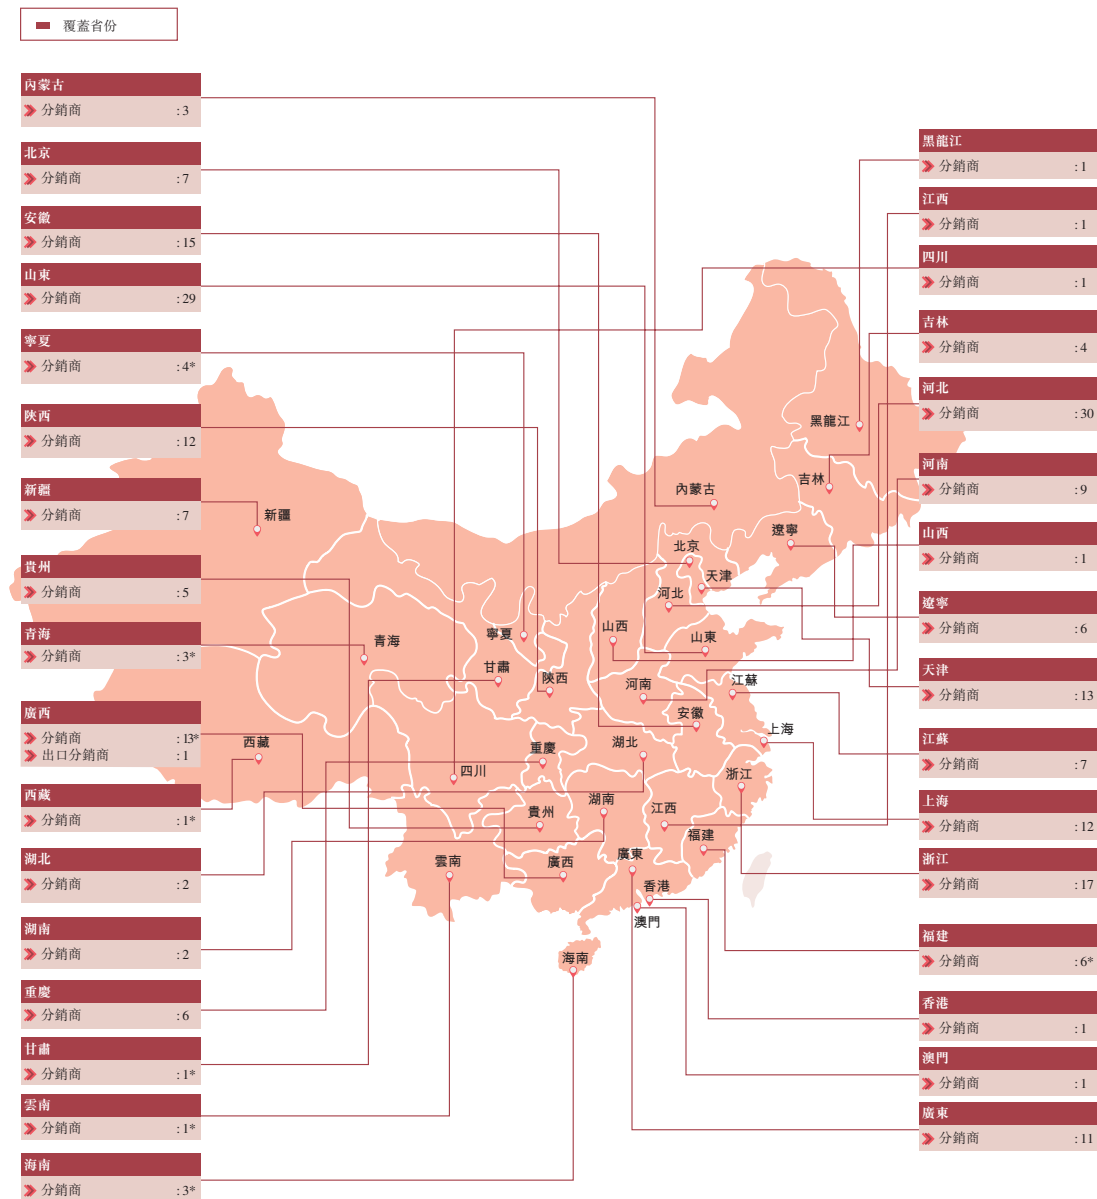 覆蓋省份
內蒙古
分銷商 :3
北京
分銷商 :7
安徽
分銷商 :15
山東
分銷商 :29
寧夏
分銷商 :4*
陝西
分銷商 :12
新疆
分銷商 :7
貴州
分銷商 :5
青海
分銷商 :3*
廣西
分銷商 :13*
出口分銷商 :1
西藏
分銷商 :1*
湖北
分銷商 :2
湖南
分銷商 :2
重慶
分銷商 :6
甘肅
分銷商 :1*
雲南
分銷商 :1*
海南
分銷商 :3*
黑龍江
吉林
內蒙古
遼寧
新疆
北京
天津
河北
山西
寧夏
山東
青海
甘肅
陝西
河南
江蘇
安徽
上海
西藏
重慶
湖北
四川
浙江
湖南
貴州
江西
福建
雲南
廣西
廣東
香港
澳門
海南
黑龍江
分銷商 :1
江西
分銷商 :1
四川
分銷商 :1
吉林
分銷商 :4
河北
分銷商 :30
河南
分銷商 :9
山西
分銷商 :1
遼寧
分銷商 :6
天津
分銷商 :13
江蘇
分銷商 :7
上海
分銷商 :12
浙江
分銷商 :17
福建
分銷商 :6*
香港
分銷商 :1
澳門
分銷商 :1
廣東
分銷商 :11